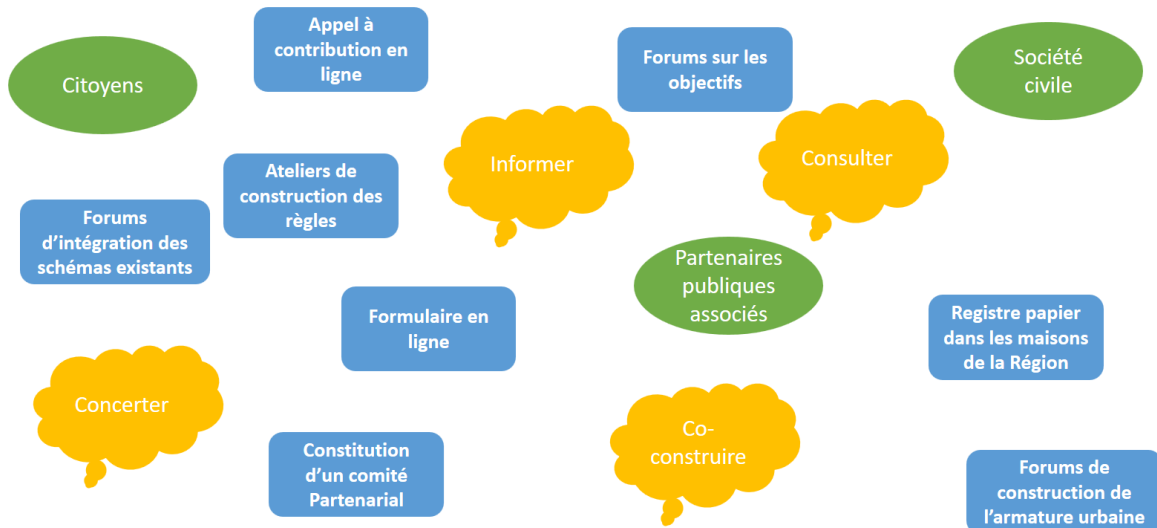 Appel à
contribution en
ligne
Citoyens
Forums sur les
objectifs
Société
civile
Informer
Consulter
Ateliers de
construction des
règles
Forums
d'intégration des
schémas existants
Partenaires
publiques
associés
Formulaire en
ligne
Registre papier
dans les maisons
de la Région
Concerter
Co-
construire
Constitution
d'un comité
Partenarial
Forums de
construction de
l'armature urbaine